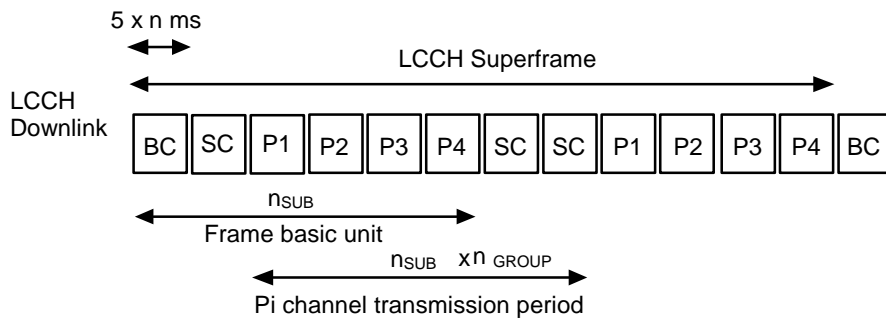 5 x n ms
LCCH Superframe
LCCH
Downlink
BC SC P1 P2 P3 P4 SC SC P1 P2 P3 P4 BC
nSUB
Frame basic unit
nSUB xn GROUP
Pi channel transmission period